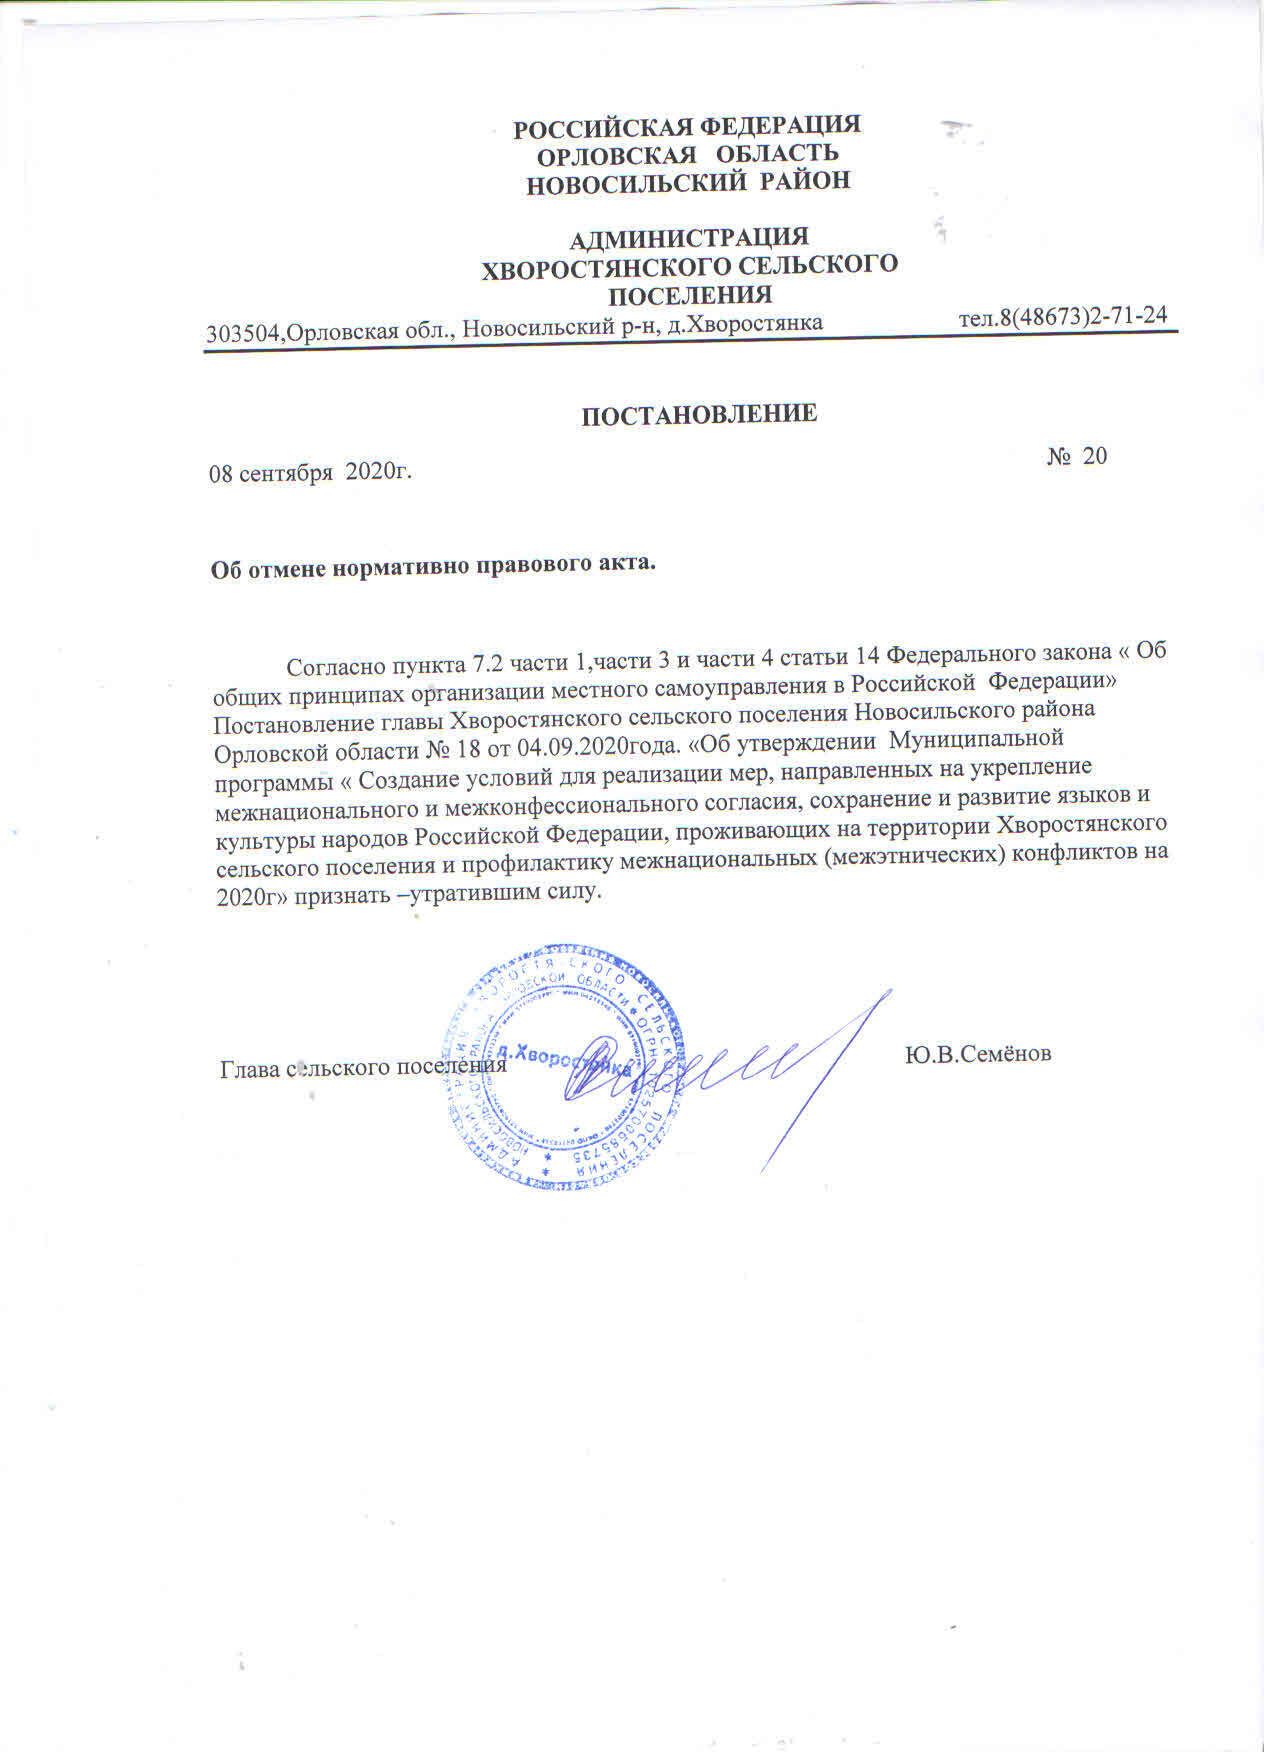 РОССИЙСКАЯ ФЕДЕРАЦИЯ
ОРЛОВСКАЯ ОБЛАСТЬ
НОВОСИЛЬСКИЙ РАЙОН
АДМИНИСТРАЦИЯ
ХВОРОСТЯНСКОГО СЕЛЬСКОГО
ПОСЕЛЕНИЯ
303504,Орловская обл., Новосильский р-н, д.Хворостянка тел.8(48673)2-71-24
ПОСТАНОВЛЕНИЕ
08 сентября 2020г. № 20
Об отмене нормативно правового акта.
Согласно пункта 7.2 части 1,части 3 и части 4 статьи 14 Федерального закона « Об
общих принципах организации местного самоуправления в Российской Федерации»
Постановление главы Хворостянского сельского поселения Новосильского района
Орловской области № 18 от 04.09.2020года. «Об утверждении Муниципальной
программы « Создание условий для реализации мер, направленных на укрепление
межнационального и межконфессионального согласия, сохранение и развитие языков и
культуры народов Российской Федерации, проживающих на территории Хворостянского
сельского поселения и профилактику межнациональных (межэтнических) конфликтов на
2020г» признать –утратившим силу.
Глава сельского поселения Ю.В.Семёнов
д.Хворостянка
СЕЛЬСКОГО ПОСЕЛЕНИЯ
ОБЛАСТИ * ОГРН 1025700585735